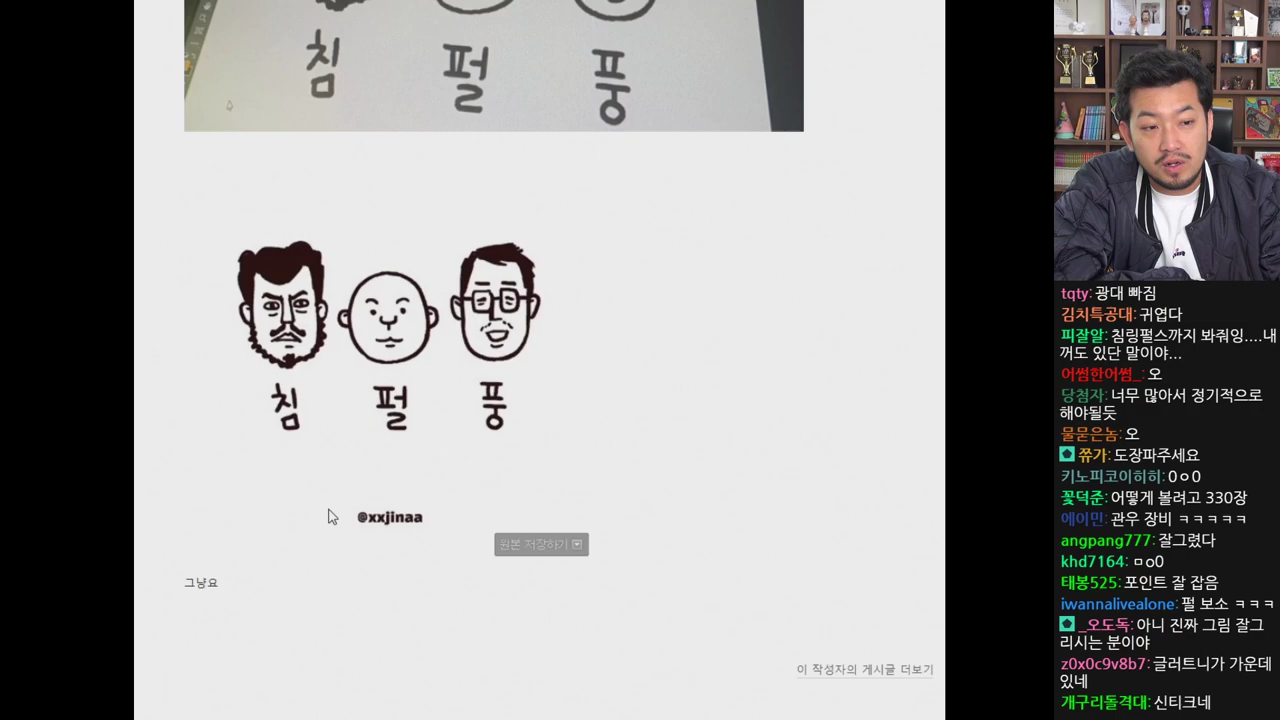 침 펄 풍
침 펄 풍
@xxjinaa
원본 저장하기
그냥요
이 작성자의 게시글 더보기
tqty: 광대 빠짐
김치특공대: 귀엽다
피잘알: 침링펄스까지 봐줘잉....내
꺼도 있단 말이야...
어썸한어썸_: 오
당첨자: 너무 많아서 정기적으로
해야될듯
물묻은놈: 오
쮸가: 도장파주세요
키노피코이히히: 0ㅇ0
꽃덕준: 어떻게 볼려고 330장
에이민: 관우 장비 ㅋㅋㅋㅋㅋ
angpang777: 잘그렸다
khd7164: ㅁㅇ0
태봉525: 포인트 잘 잡음
iwannalivealone: 펄 보소 ㅋㅋㅋ
_오도독: 아니 진짜 그림 잘그
리시는 분이야
z0x0c9v8b7: 글러트니가 가운데
있네
개구리돌격대: 신티크네